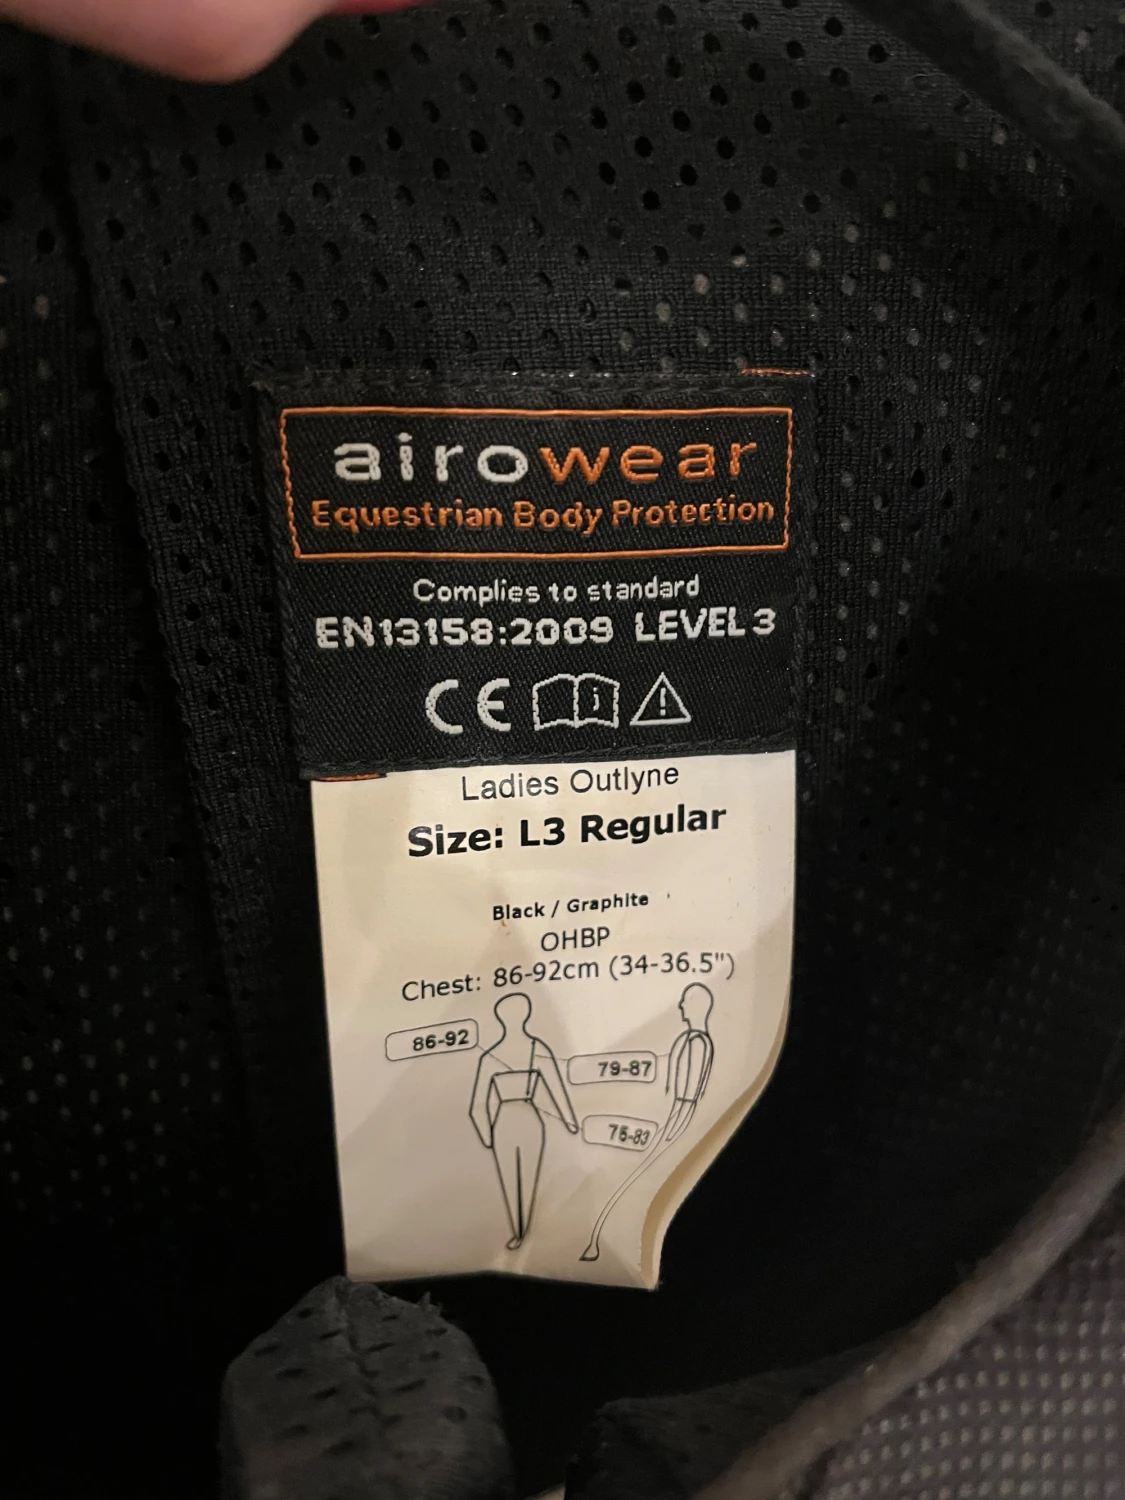 airowear
Equestrian Body Protection
Complies to standard
EN13158:2009 LEVEL 3
CE
Ladies Outlyne
Size: L3 Regular
Black / Graphite
OHBP
Chest: 86-92cm (34-36.5")
86-92
79-87
75-83